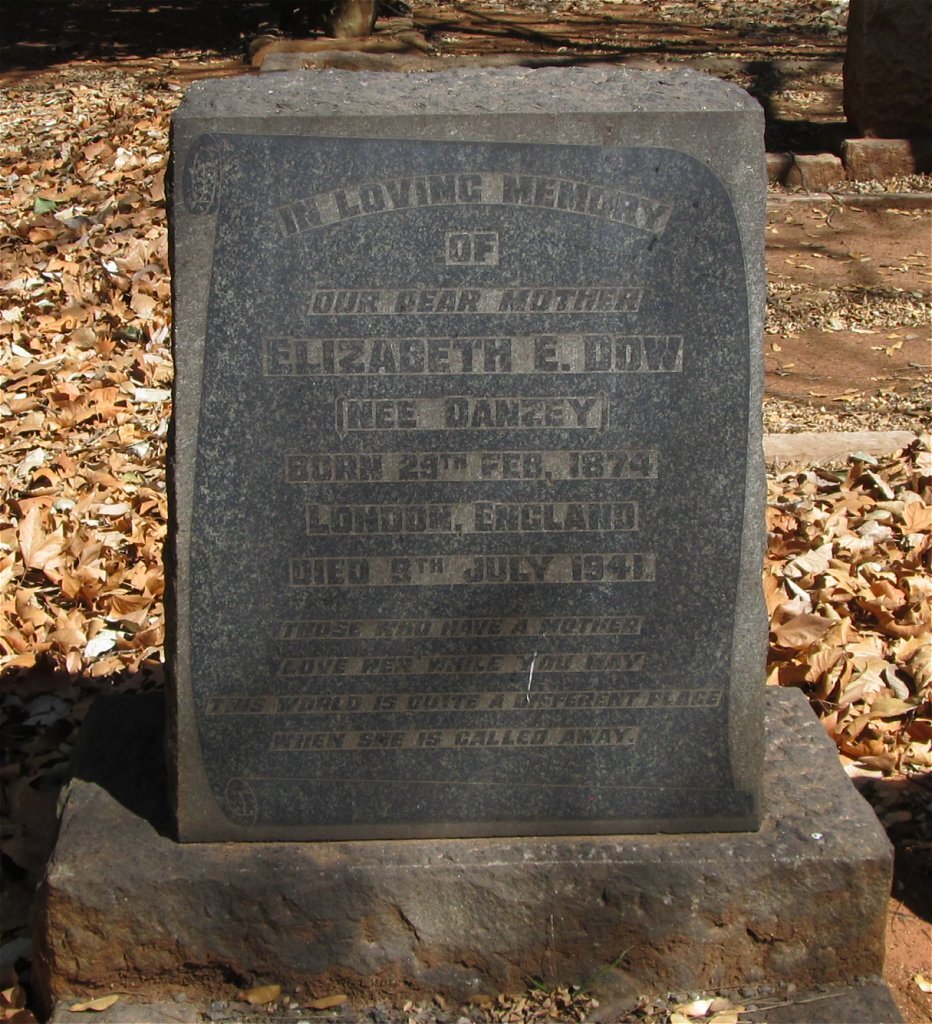 IN LOVING MEMORY
OF
OUR DEAR MOTHER
ELIZABETH E. DOW
(NEE DANZEY)
BORN 29TH FEB. 1874
LONDON, ENGLAND
DIED 9TH JULY 1941.
THOSE WHO HAVE A MOTHER
LOVE HER WHILE YOU MAY
THIS WORLD IS QUITE A DIFFERENT PLACE
WHEN SHE IS CALLED AWAY.